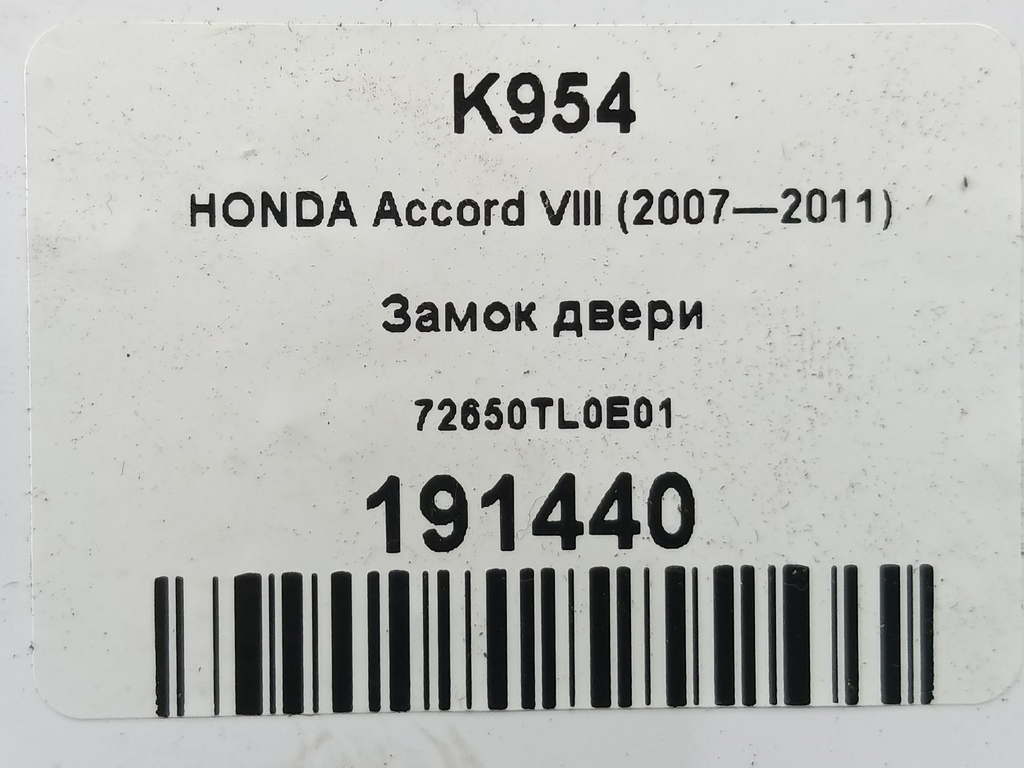 K954
HONDA Accord VIII (2007—2011)
Замок двери
72650TL0E01
191440